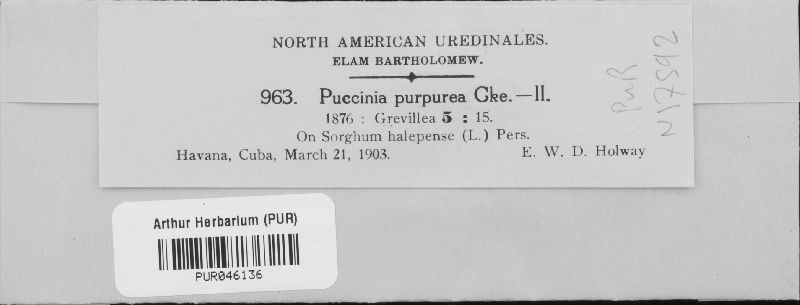 NORTH AMERICAN UREDINALES.
ELAM BARTHOLOMEW.
963. Puccinia purpurea Cke.—II.
1876 : Grevillea 5 : 15.
On Sorghum halepense (L.) Pers.
Havana, Cuba, March 21, 1903. E. W. D. Holway
PUR
N17592
Arthur Herbarium (PUR)
PUR046136